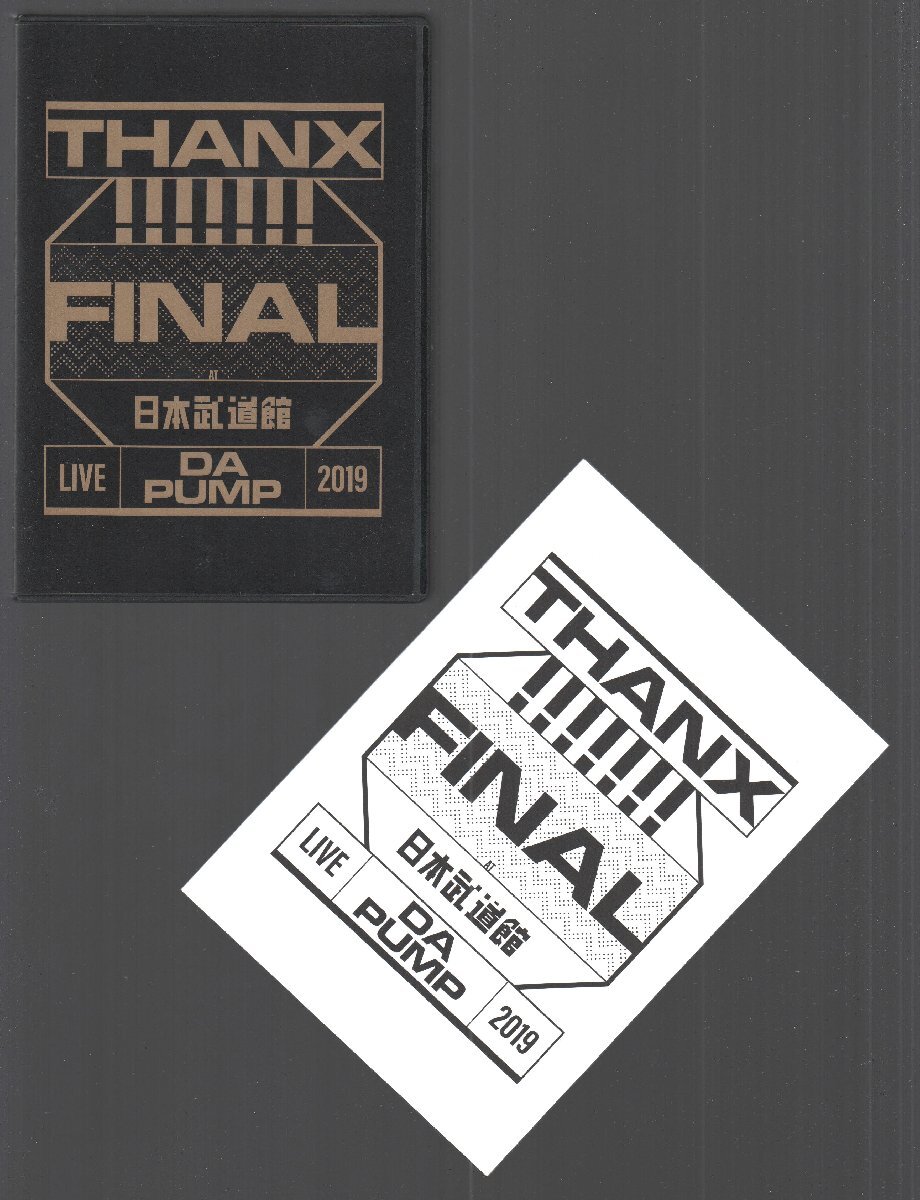 THANX
!!!!!!!
FINAL
AT
日本武道館
LIVE
DA
PUMP
2019
THANX
!!!!!!!
FINAL
AT
日本武道館
LIVE
DA
PUMP
2019